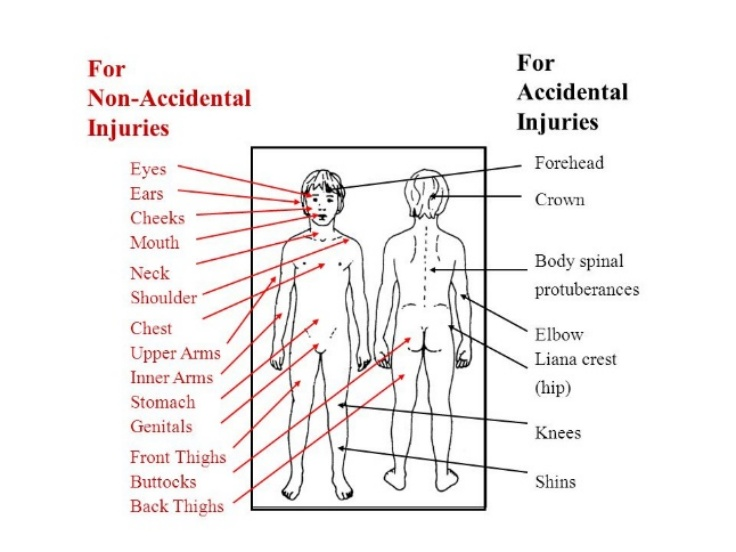 For
Non-Accidental
Injuries
Eyes
Ears
Cheeks
Mouth
Neck
Shoulder
Chest
Upper Arms
Inner Arms
Stomach
Genitals
Front Thighs
Buttocks
Back Thighs
For
Accidental
Injuries
Forehead
Crown
Body spinal
protuberances
Elbow
Liana crest
(hip)
Knees
Shins